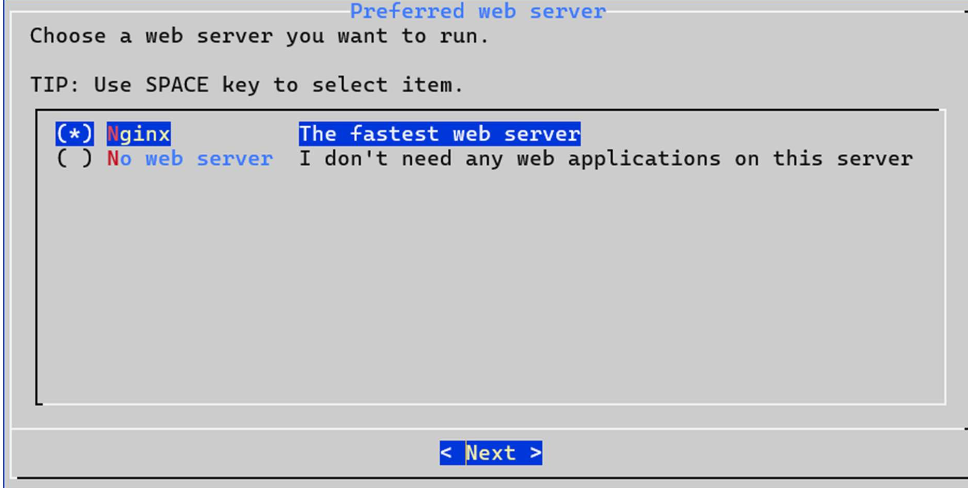 Preferred web server
Choose a web server you want to run.
TIP: Use SPACE key to select item.
(*) Nginx The fastest web server
( ) No web server I don't need any web applications on this server
< Next >